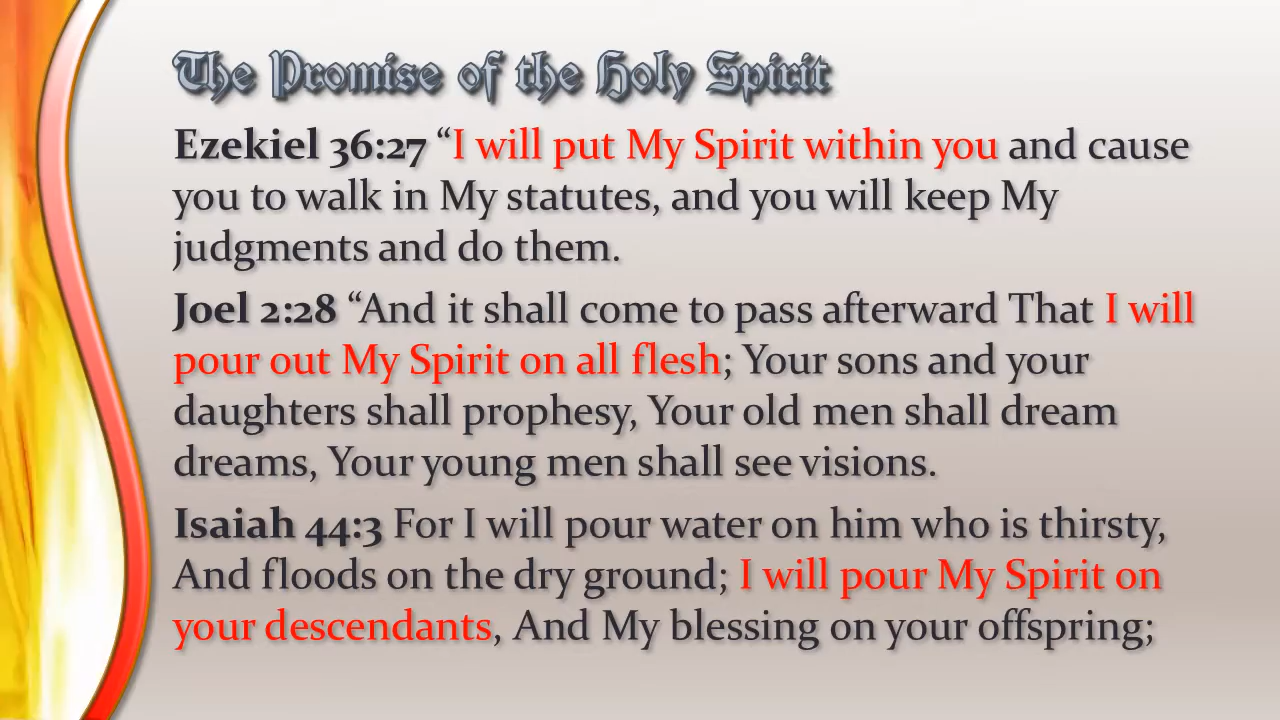 The Promise of the Holy Spirit
Ezekiel 36:27 “I will put My Spirit within you and cause
you to walk in My statutes, and you will keep My
judgments and do them.
Joel 2:28 “And it shall come to pass afterward That I will
pour out My Spirit on all flesh; Your sons and your
daughters shall prophesy, Your old men shall dream
dreams, Your young men shall see visions.
Isaiah 44:3 For I will pour water on him who is thirsty,
And floods on the dry ground; I will pour My Spirit on
your descendants, And My blessing on your offspring;